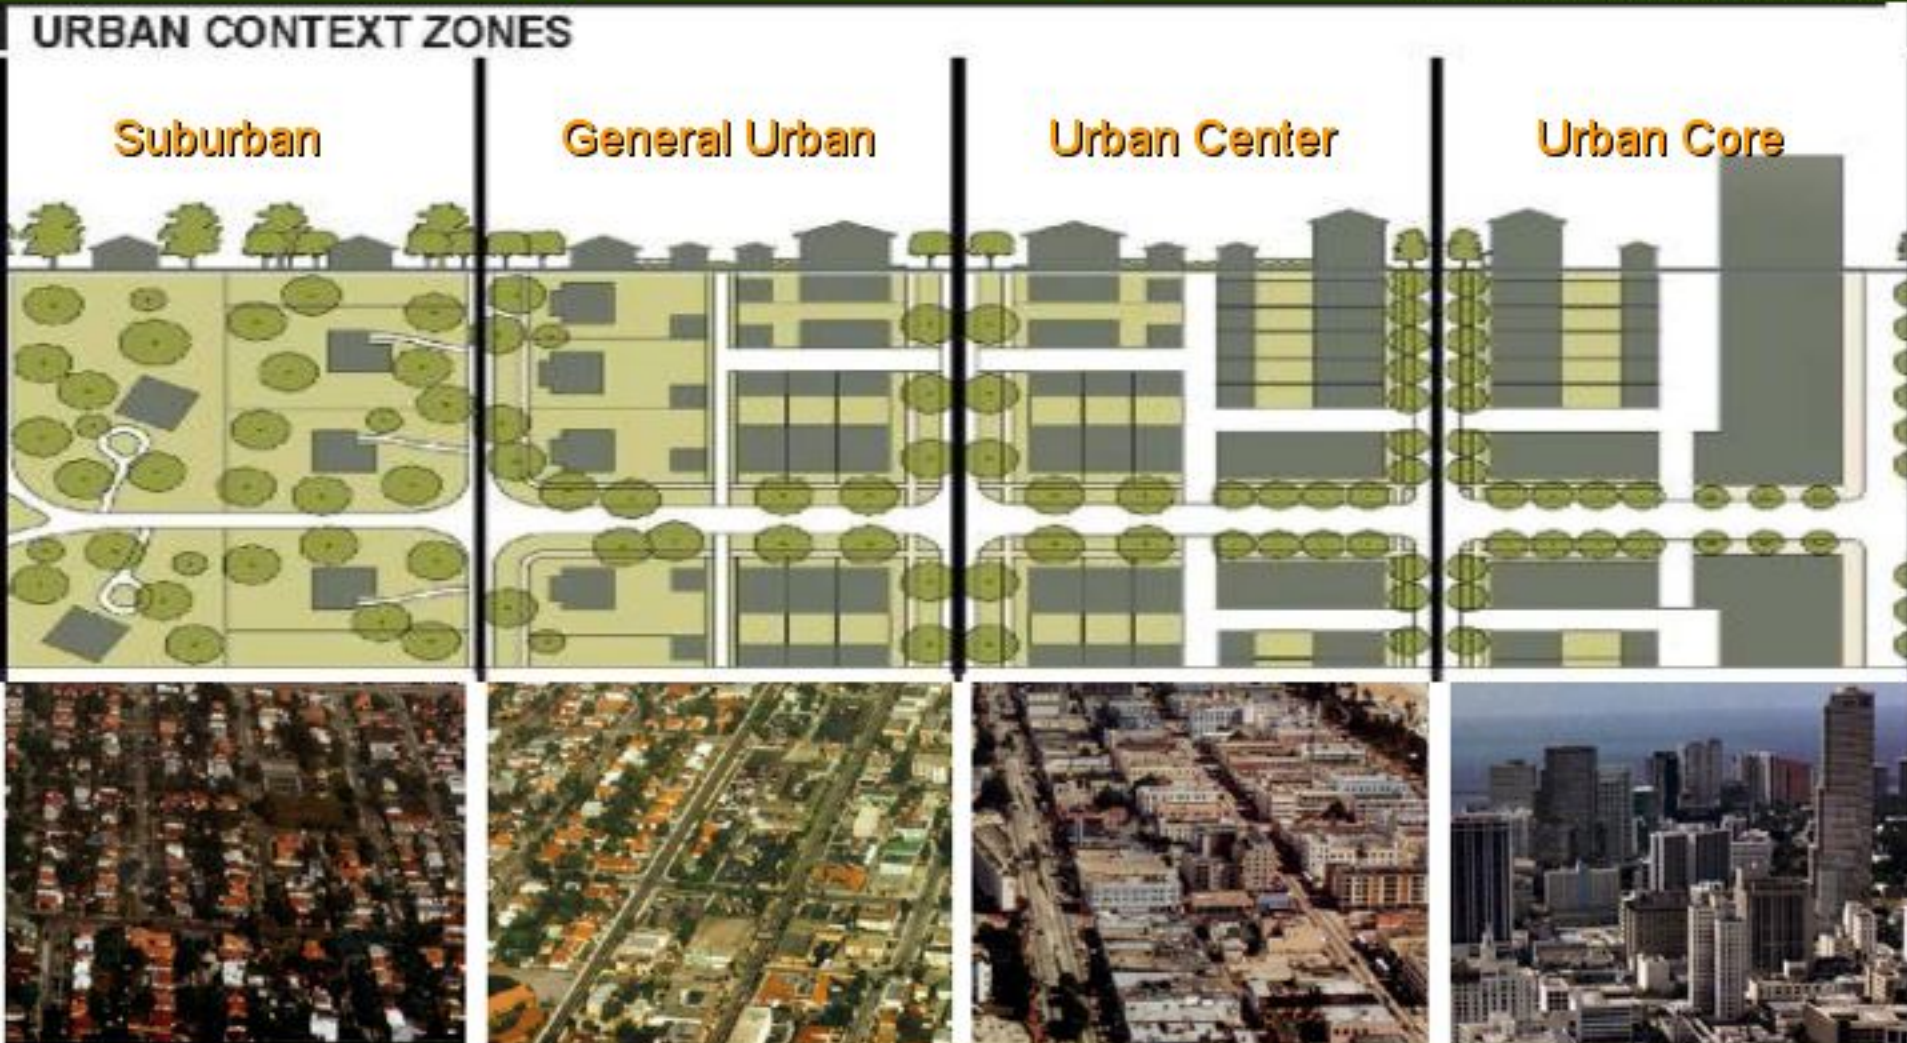 URBAN CONTEXT ZONES
Suburban
General Urban
Urban Center
Urban Core